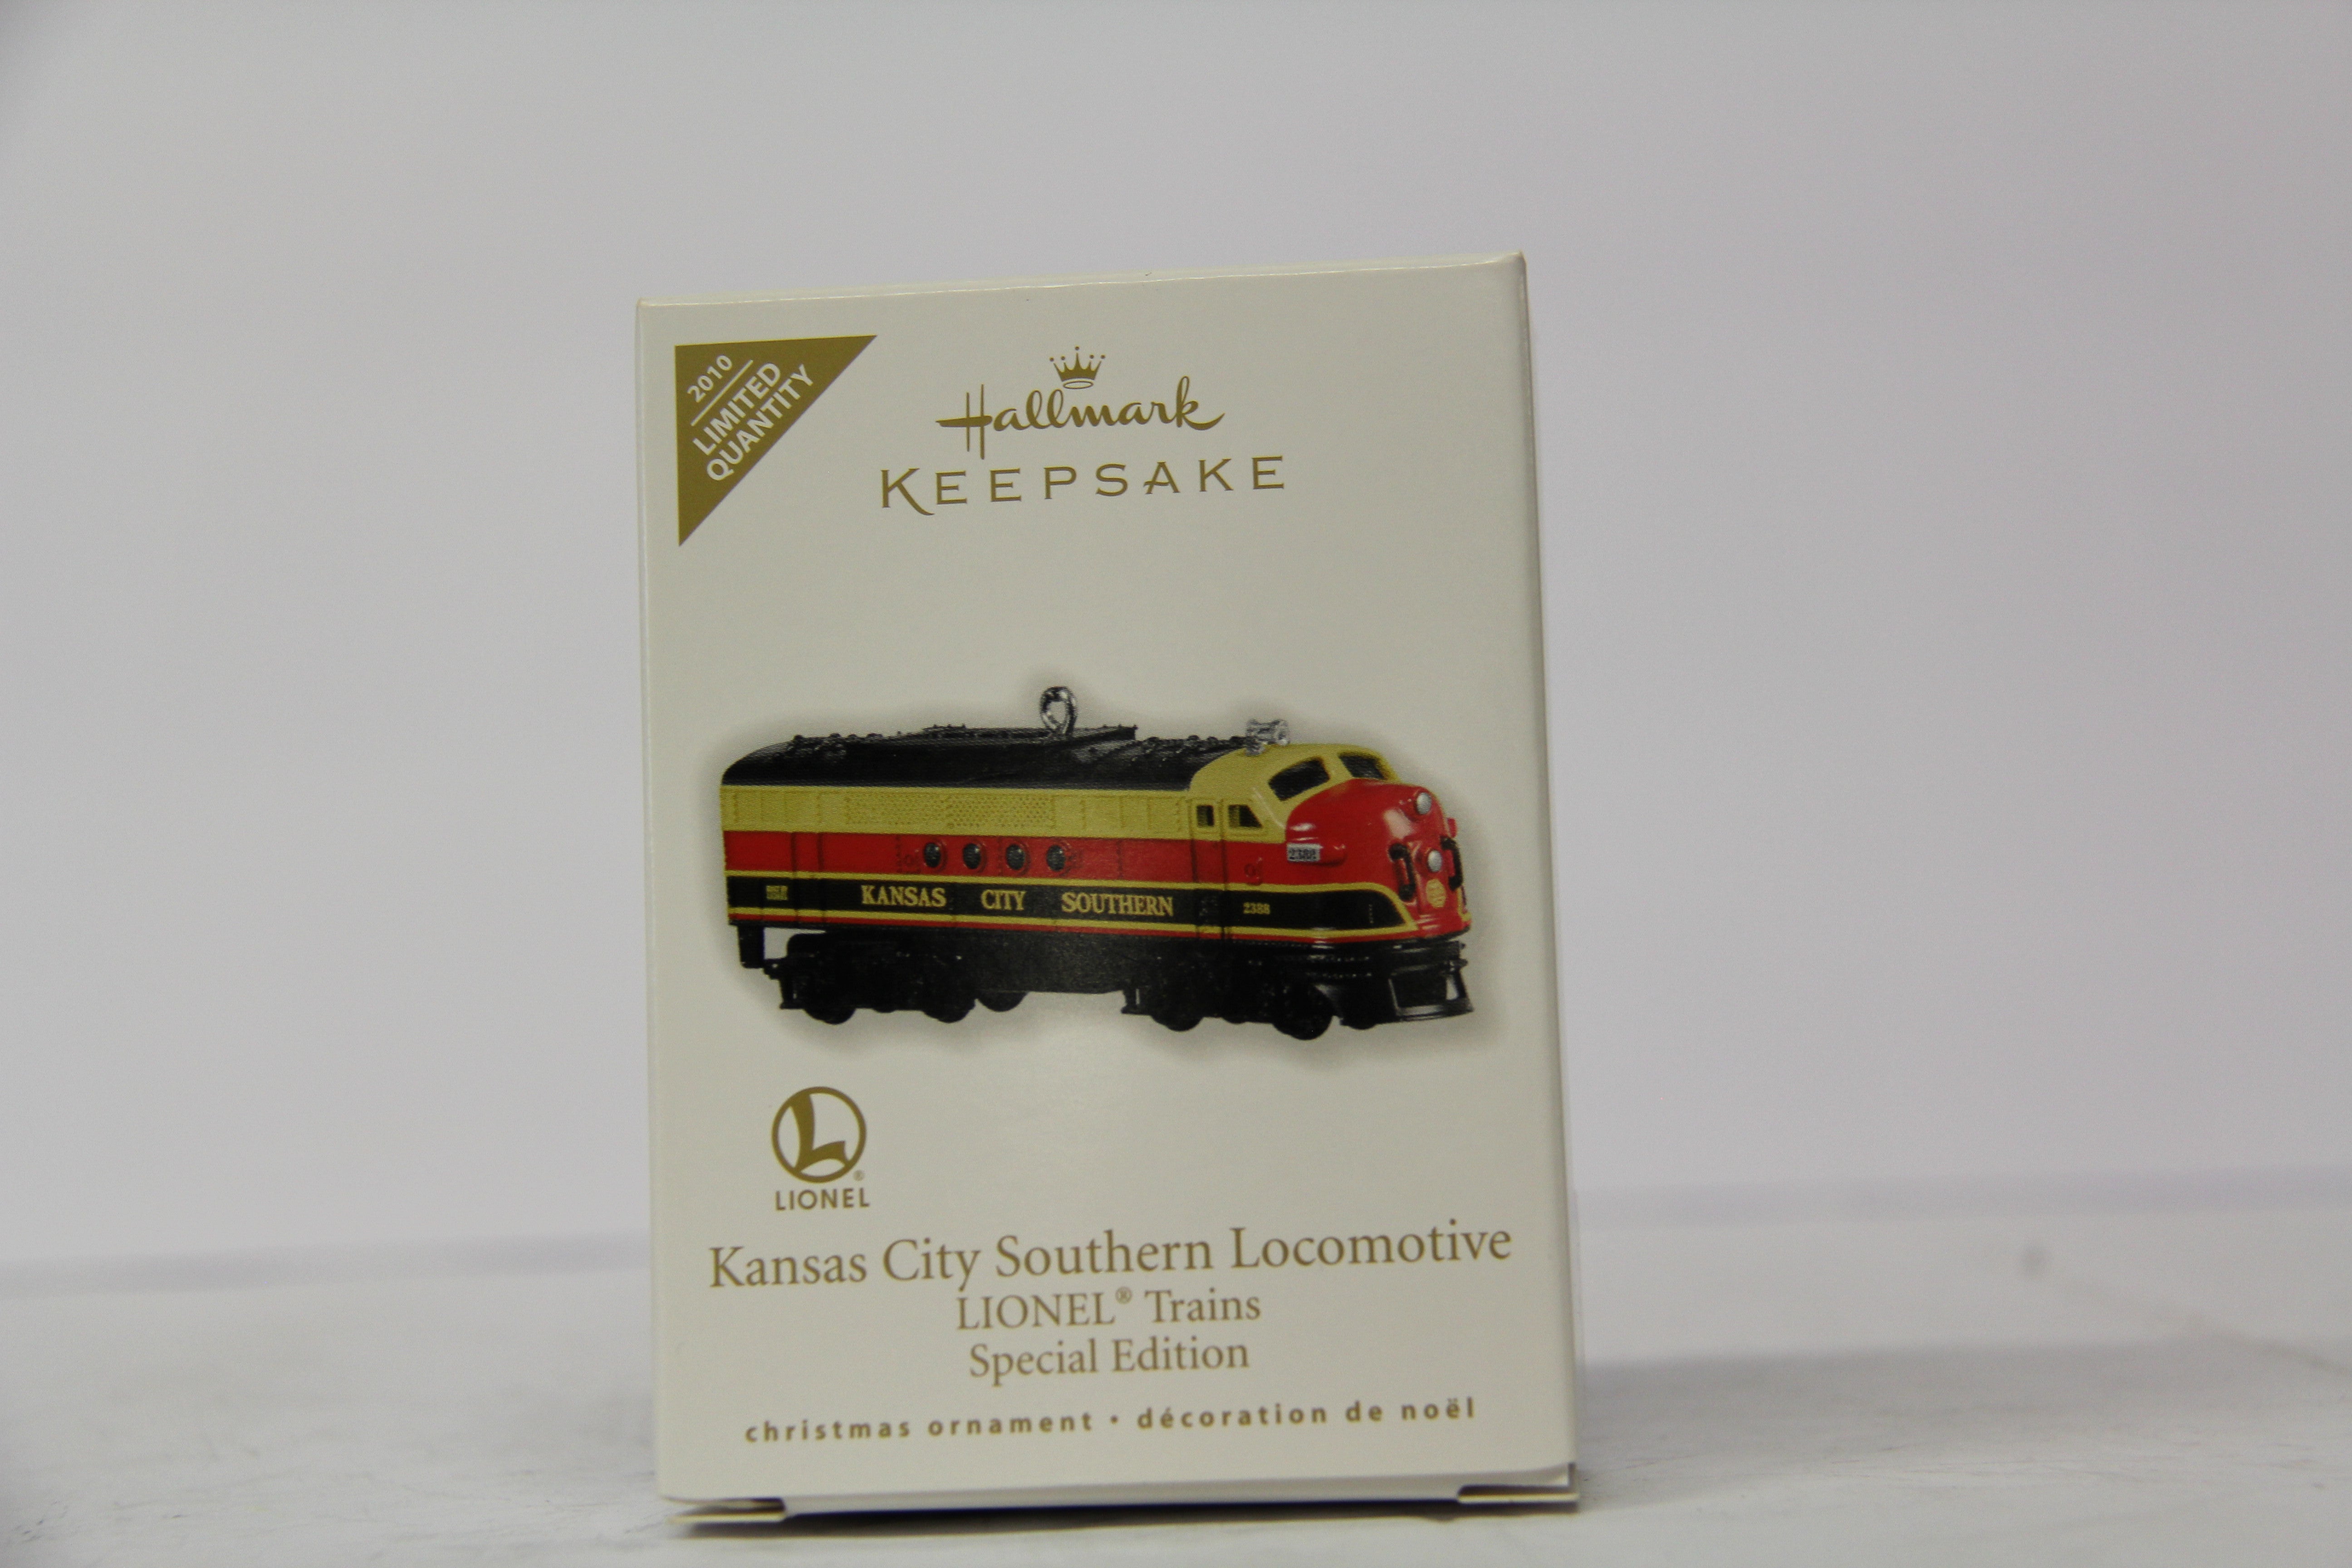 2010
LIMITED
QUANTITY
Hallmark
KEEPSAKE
2388
KANSAS CITY SOUTHERN
2388
L
®
LIONEL
Kansas City Southern Locomotive
LIONEL® Trains
Special Edition
christmas ornament • décoration de noël